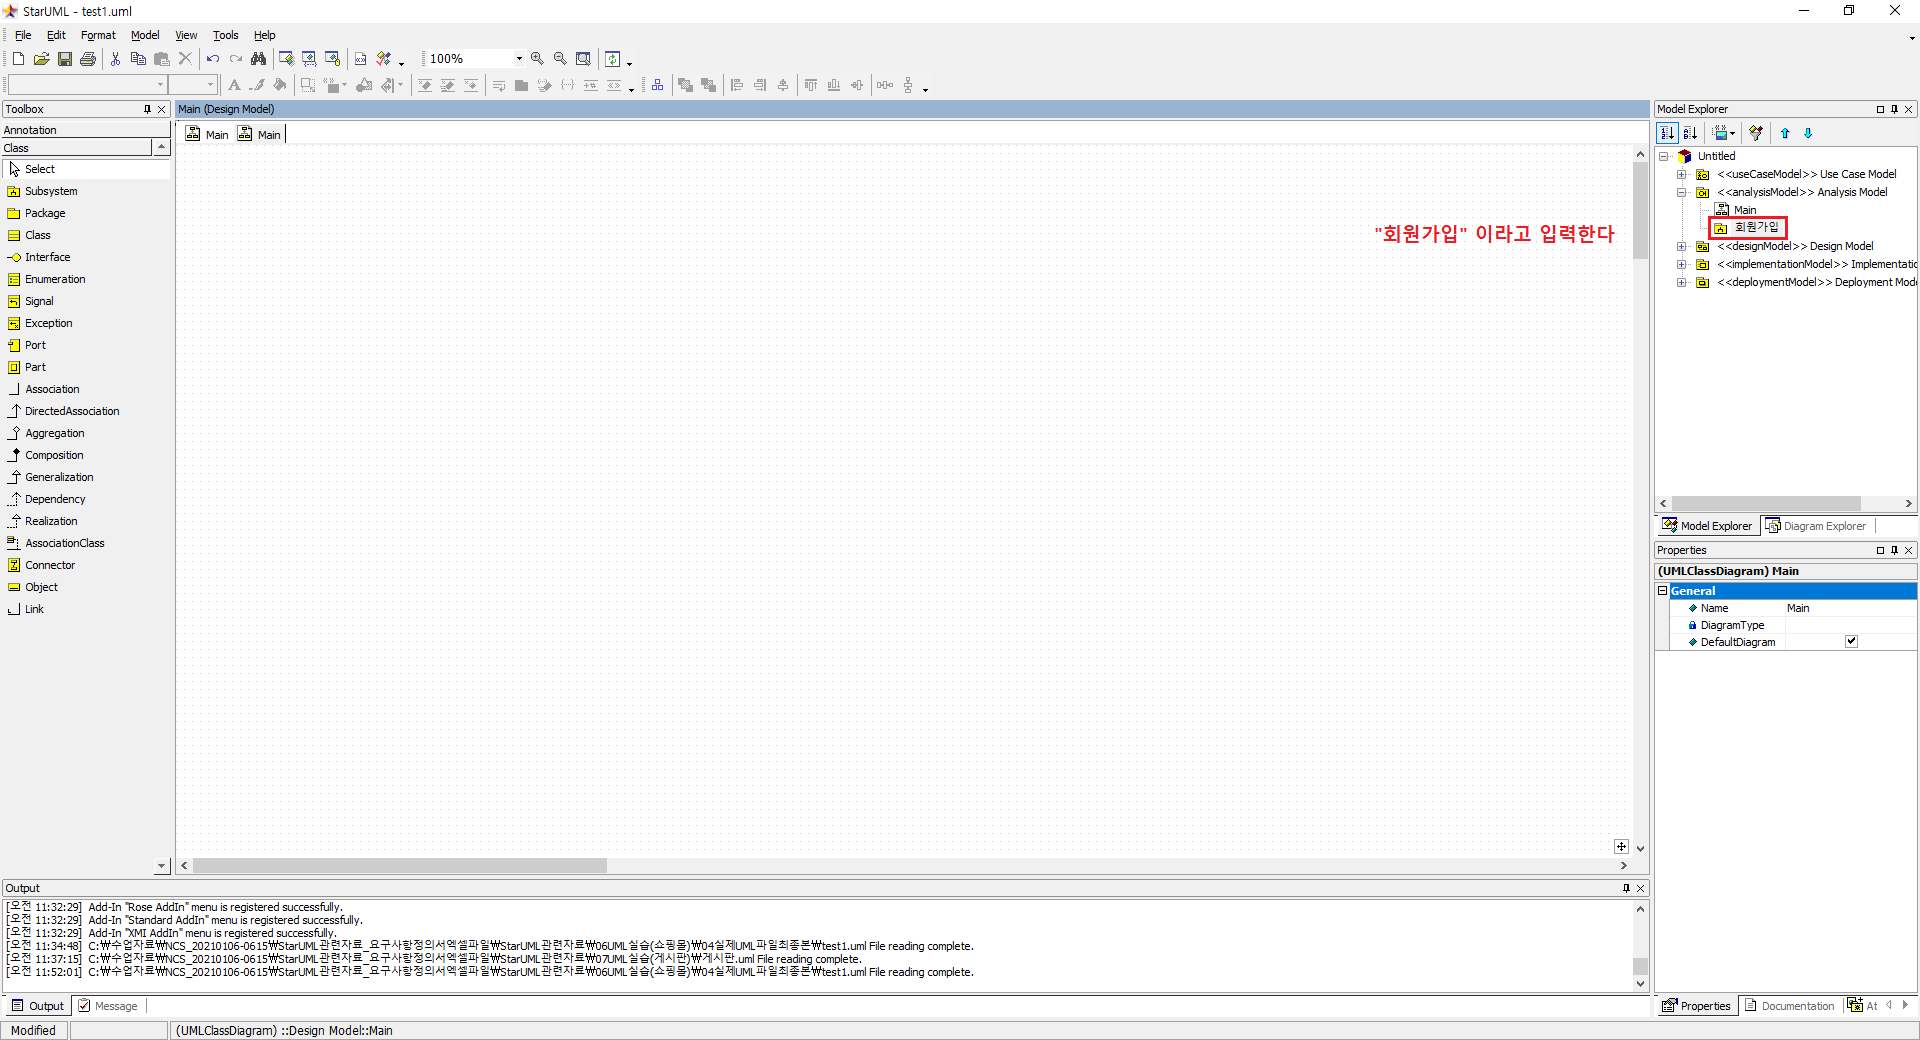 StarUML - test1.uml
File Edit Format Model View Tools Help
100%
Toolbox
Annotation
Class
Select
Subsystem
Package
Class
Interface
Enumeration
Signal
Exception
Port
Part
Association
DirectedAssociation
Aggregation
Composition
Generalization
Dependency
Realization
AssociationClass
Connector
Object
Link
Main (Design Model)
Main Main
"회원가입" 이라고 입력한다
Model Explorer
Untitled
<<useCaseModel>> Use Case Model
<<analysisModel>> Analysis Model
Main
회원가입
<<designModel>> Design Model
<<implementationModel>> Implementatio
<<deploymentModel>> Deployment Mode
Model Explorer Diagram Explorer
Properties
(UMLClassDiagram) Main
General
Name Main
DiagramType
DefaultDiagram
Output
[오전 11:32:29] Add-In "Rose AddIn" menu is registered successfully.
[오전 11:32:29] Add-In "Standard AddIn" menu is registered successfully.
[오전 11:32:29] Add-In "XMI AddIn" menu is registered successfully.
[오전 11:34:48] C:₩수업자료₩NCS_20210106-0615₩StarUML관련자료_요구사항정의서엑셀파일₩StarUML관련자료₩06UML실습(쇼핑몰)₩04실제UML파일최종본₩test1.uml File reading complete.
[오전 11:37:15] C:₩수업자료₩NCS_20210106-0615₩StarUML관련자료_요구사항정의서엑셀파일₩StarUML관련자료₩07UML실습(게시판)₩게시판.uml File reading complete.
[오전 11:52:01] C:₩수업자료₩NCS_20210106-0615₩StarUML관련자료_요구사항정의서엑셀파일₩StarUML관련자료₩06UML실습(쇼핑몰)₩04실제UML파일최종본₩test1.uml File reading complete.
Output Message
Properties Documentation At
Modified
(UMLClassDiagram) ::Design Model::Main